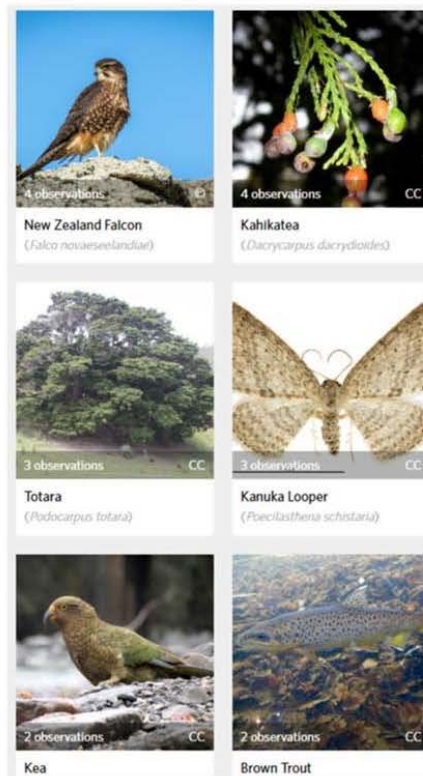 4 observations
CC
New Zealand Falcon
(Falco novaeseelandiae)
4 observations
CC
Kahikatea
(Dacrycarpus dacrydioides)
3 observations
CC
Totara
(Podocarpus totara)
3 observations
CC
Kanuka Looper
(Poecilasthena schistaria)
2 observations
CC
Kea
2 observations
CC
Brown Trout